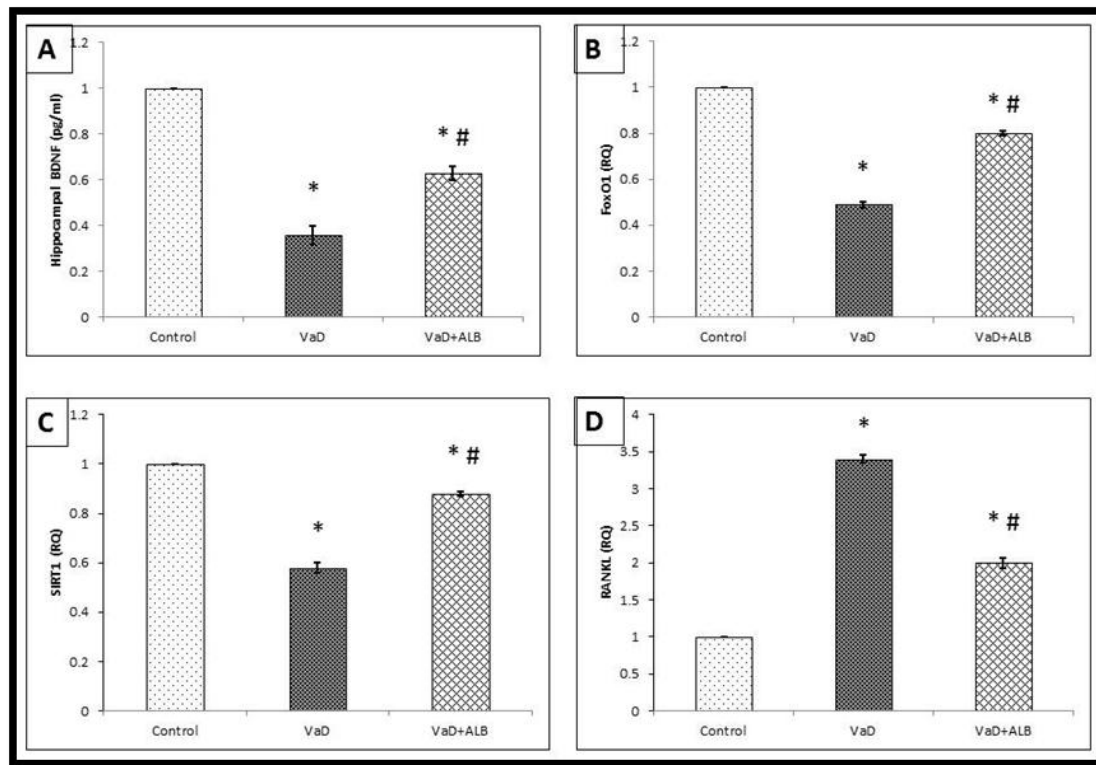 A
Hippocampal BDNF (pg/ml)
1.2
1
0.8
0.6
0.4
0.2
0
*
* #
Control
VaD
VaD+ALB
B
FoxO1 (RQ)
1.2
1
0.8
0.6
0.4
0.2
0
*
* #
Control
VaD
VaD+ALB
C
SIRT1 (RQ)
1.2
1
0.8
0.6
0.4
0.2
0
*
* #
Control
VaD
VaD+ALB
D
RANKL (RQ)
4
3.5
3
2.5
2
1.5
1
0.5
0
*
* #
Control
VaD
VaD+ALB